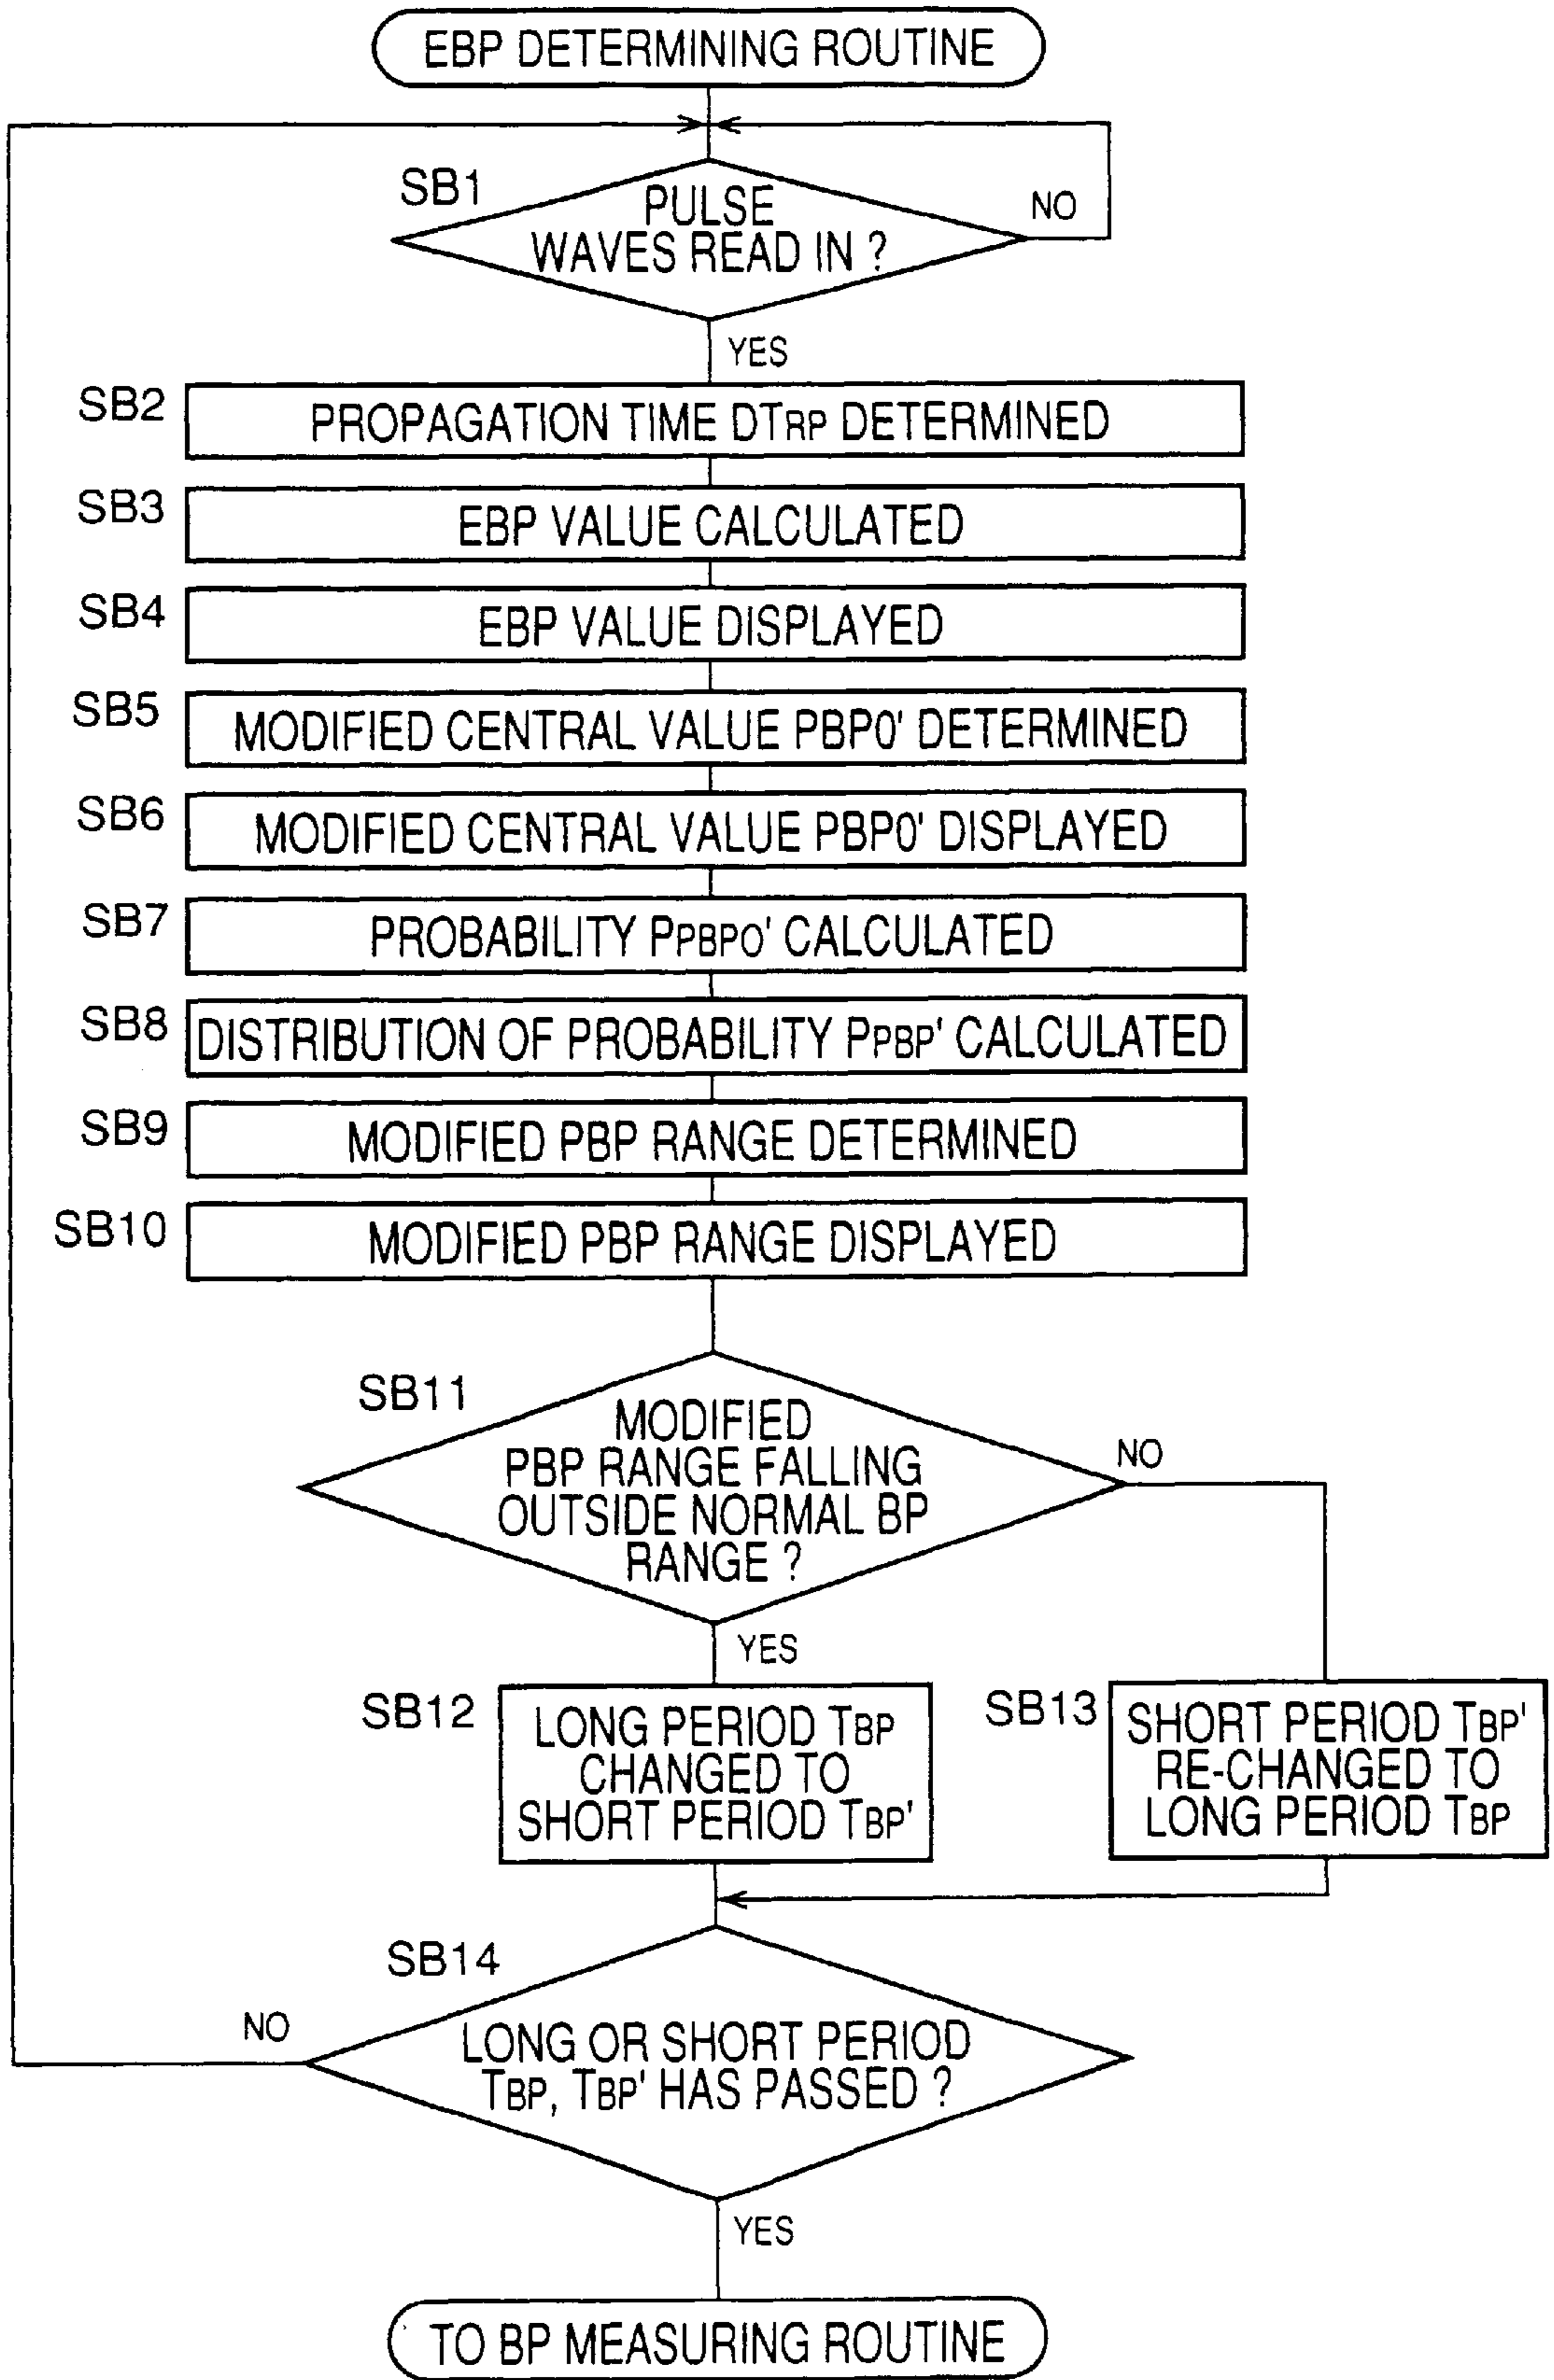 EBP DETERMINING ROUTINE
SB1
PULSE
WAVES READ IN ?
NO
YES
SB2
PROPAGATION TIME DTRP DETERMINED
SB3
EBP VALUE CALCULATED
SB4
EBP VALUE DISPLAYED
SB5
MODIFIED CENTRAL VALUE PBP0' DETERMINED
SB6
MODIFIED CENTRAL VALUE PBP0' DISPLAYED
SB7
PROBABILITY PPBP0' CALCULATED
SB8
DISTRIBUTION OF PROBABILITY PPBP' CALCULATED
SB9
MODIFIED PBP RANGE DETERMINED
SB10
MODIFIED PBP RANGE DISPLAYED
SB11
MODIFIED
PBP RANGE FALLING
OUTSIDE NORMAL BP
RANGE ?
NO
YES
SB12
LONG PERIOD TBP
CHANGED TO
SHORT PERIOD TBP'
SB13
SHORT PERIOD TBP'
RE-CHANGED TO
LONG PERIOD TBP
SB14
NO
LONG OR SHORT PERIOD
TBP, TBP' HAS PASSED ?
YES
TO BP MEASURING ROUTINE